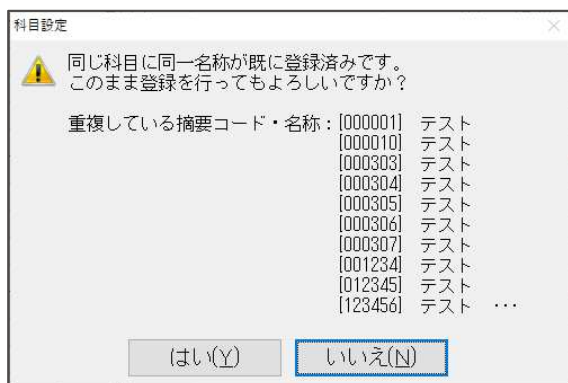 科目設定
同じ科目に同一名称が既に登録済みです。
このまま登録を行ってもよろしいですか？
重複している摘要コード・名称：[000001] テスト
[000010] テスト
[000303] テスト
[000304] テスト
[000305] テスト
[000306] テスト
[000307] テスト
[001234] テスト
[012345] テスト
[123456] テスト ・・・
はい(Y) いいえ(N)